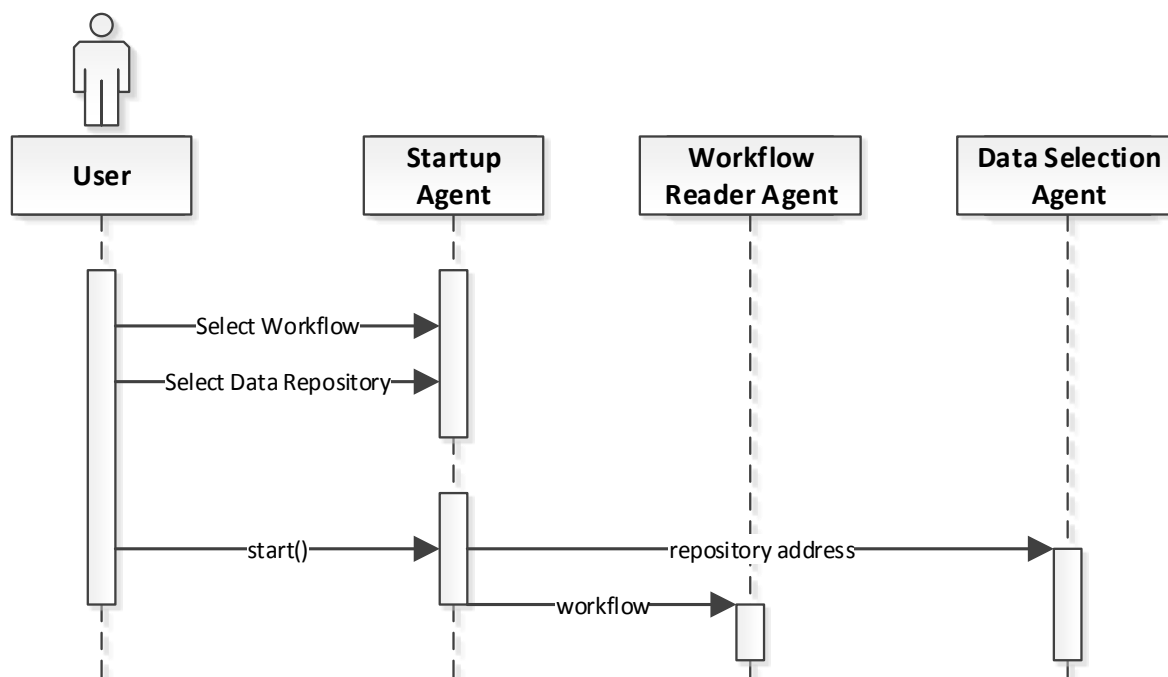 User
Startup
Agent
Workflow
Reader Agent
Data Selection
Agent
Select Workflow
Select Data Repository
start()
repository address
workflow